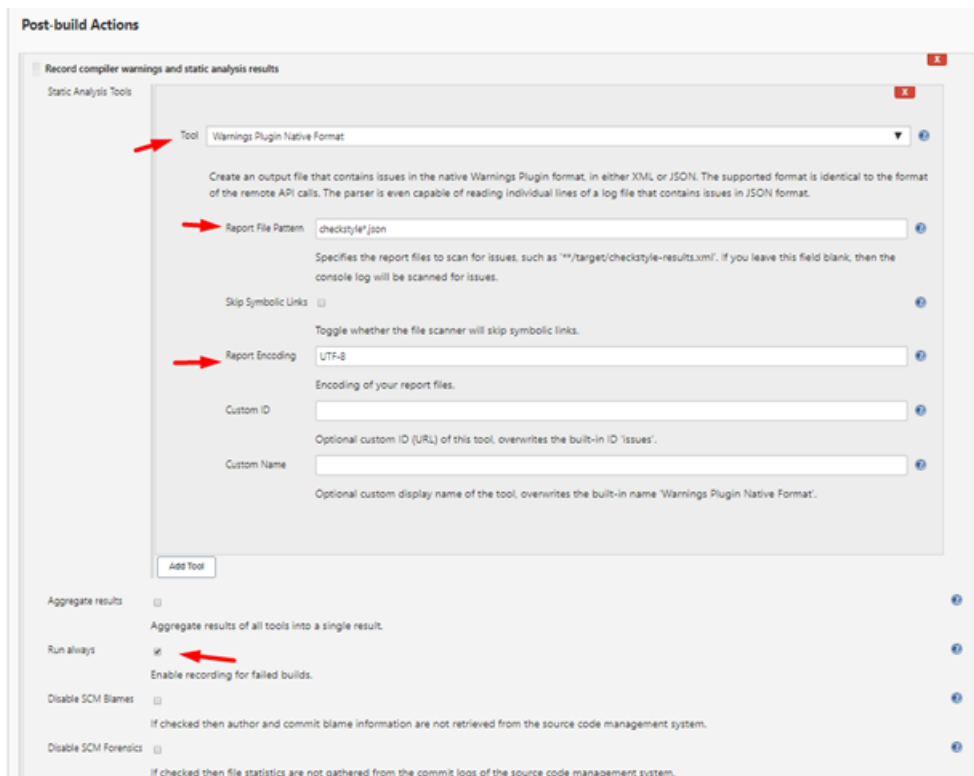 Post-build Actions
X
Record compiler warnings and static analysis results
Static Analysis Tools
X
Tool
Warnings Plugin Native Format
Create an output file that contains issues in the native Warnings Plugin format, in either XML or JSON. The supported format is identical to the format
of the remote API calls. The parser is even capable of reading individual lines of a log file that contains issues in JSON format.
Report File Pattern
checkstyle*.json
Specifies the report files to scan for issues, such as '**/target/checkstyle-results.xml'. If you leave this field blank, then the
console log will be scanned for issues.
Skip Symbolic Links
Toggle whether the file scanner will skip symbolic links.
Report Encoding
UTF-8
Encoding of your report files.
Custom ID
Optional custom ID (URL) of this tool, overwrites the built-in ID 'issues'.
Custom Name
Optional custom display name of the tool, overwrites the built-in name 'Warnings Plugin Native Format'.
Add Tool
Aggregate results
Aggregate results of all tools into a single result.
Run always
Enable recording for failed builds.
Disable SCM Blames
If checked then author and commit blame information are not retrieved from the source code management system.
Disable SCM Forensics
If checked then file statistics are not gathered from the commit logs of the source code management system.